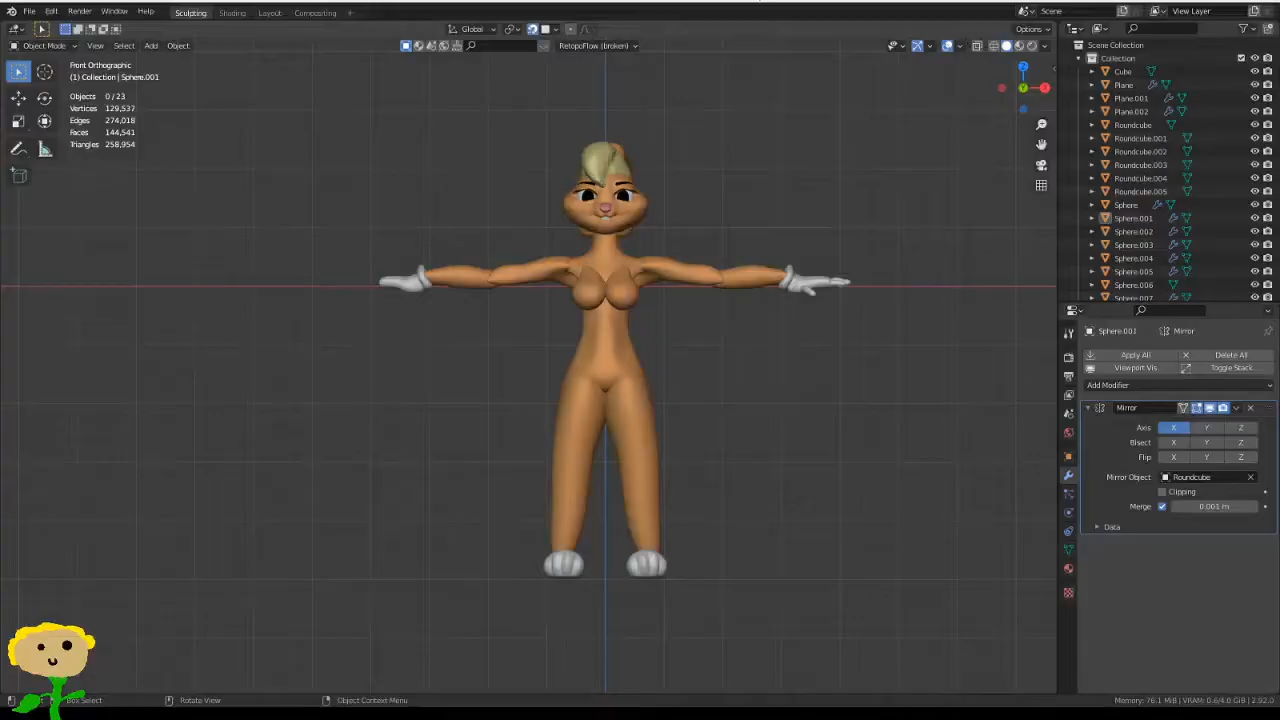 File Edit Render Window Help Sculpting Shading Layout Compositing + Scene View Layer
Global Options
Object Mode View Select Add Object RetopoFlow (broken)
Front Orthographic
(1) Collection | Sphere.001
Objects 0 / 23
Vertices 129,537
Edges 274,018
Faces 144,541
Triangles 258,954
Z
Y
X
Scene Collection
Collection
Cube
Plane
Plane.001
Plane.002
Roundcube
Roundcube.001
Roundcube.002
Roundcube.003
Roundcube.004
Roundcube.005
Sphere
Sphere.001
Sphere.002
Sphere.003
Sphere.004
Sphere.005
Sphere.006
Sphere.007
Sphere.001 Mirror
Apply All Delete All
Viewport Vis Toggle Stack...
Add Modifier
Mirror
Axis X Y Z
Bisect X Y Z
Flip X Y Z
Mirror Object Roundcube
Clipping
Merge 0.001 m
Data
Box Select Rotate View Object Context Menu Memory: 76.1 MiB | VRAM: 0.6/4.0 GiB | 2.92.0